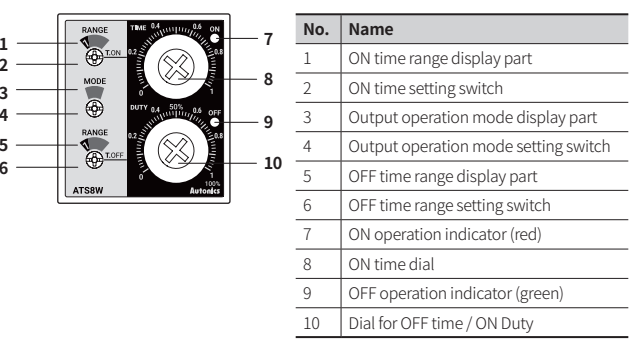 RANGE
T.ON
MODE
RANGE
T.OFF
ATS8W
TIME 0.4 0.6 ON
0.2 0.8
0 1
DUTY 0.4 50% 0.6 OFF
0.2 0.8
0 1
100%
Autonics
1
2
3
4
5
6
7
8
9
10
No. Name
1 ON time range display part
2 ON time setting switch
3 Output operation mode display part
4 Output operation mode setting switch
5 OFF time range display part
6 OFF time range setting switch
7 ON operation indicator (red)
8 ON time dial
9 OFF operation indicator (green)
10 Dial for OFF time / ON Duty